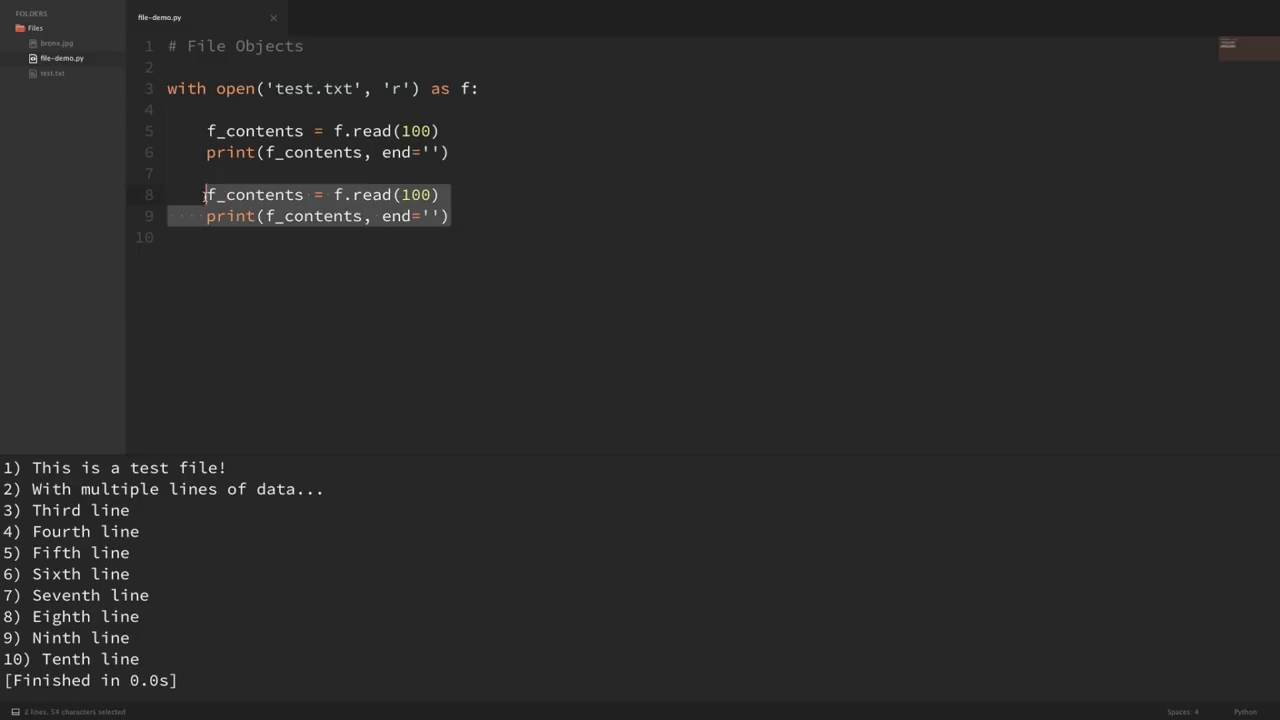 FOLDERS
Files
bronx.jpg
file-demo.py
test.txt
file-demo.py
1 # File Objects
2
3 with open('test.txt', 'r') as f:
4
5 f_contents = f.read(100)
6 print(f_contents, end='')
7
8 f_contents = f.read(100)
9 print(f_contents, end='')
10
1) This is a test file!
2) With multiple lines of data...
3) Third line
4) Fourth line
5) Fifth line
6) Sixth line
7) Seventh line
8) Eighth line
9) Ninth line
10) Tenth line
[Finished in 0.0s]
2 lines, 54 characters selected
Spaces: 4
Python